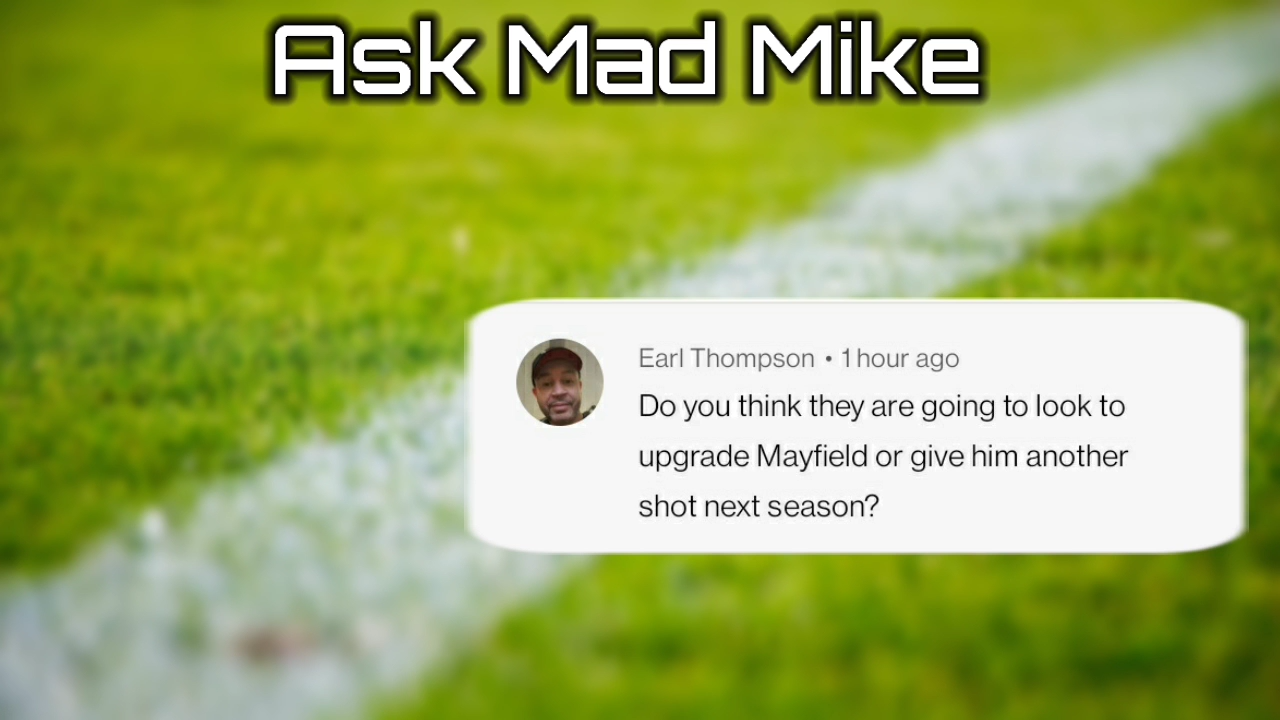 Ask Mad Mike
Earl Thompson • 1 hour ago
Do you think they are going to look to
upgrade Mayfield or give him another
shot next season?